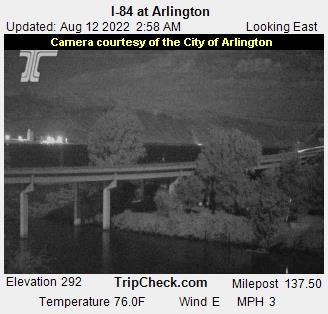 I-84 at Arlington
Updated: Aug 12 2022 2:58 AM Looking East
Camera courtesy of the City of Arlington
Elevation 292 TripCheck.com Milepost 137.50
Temperature 76.0F Wind E MPH 3